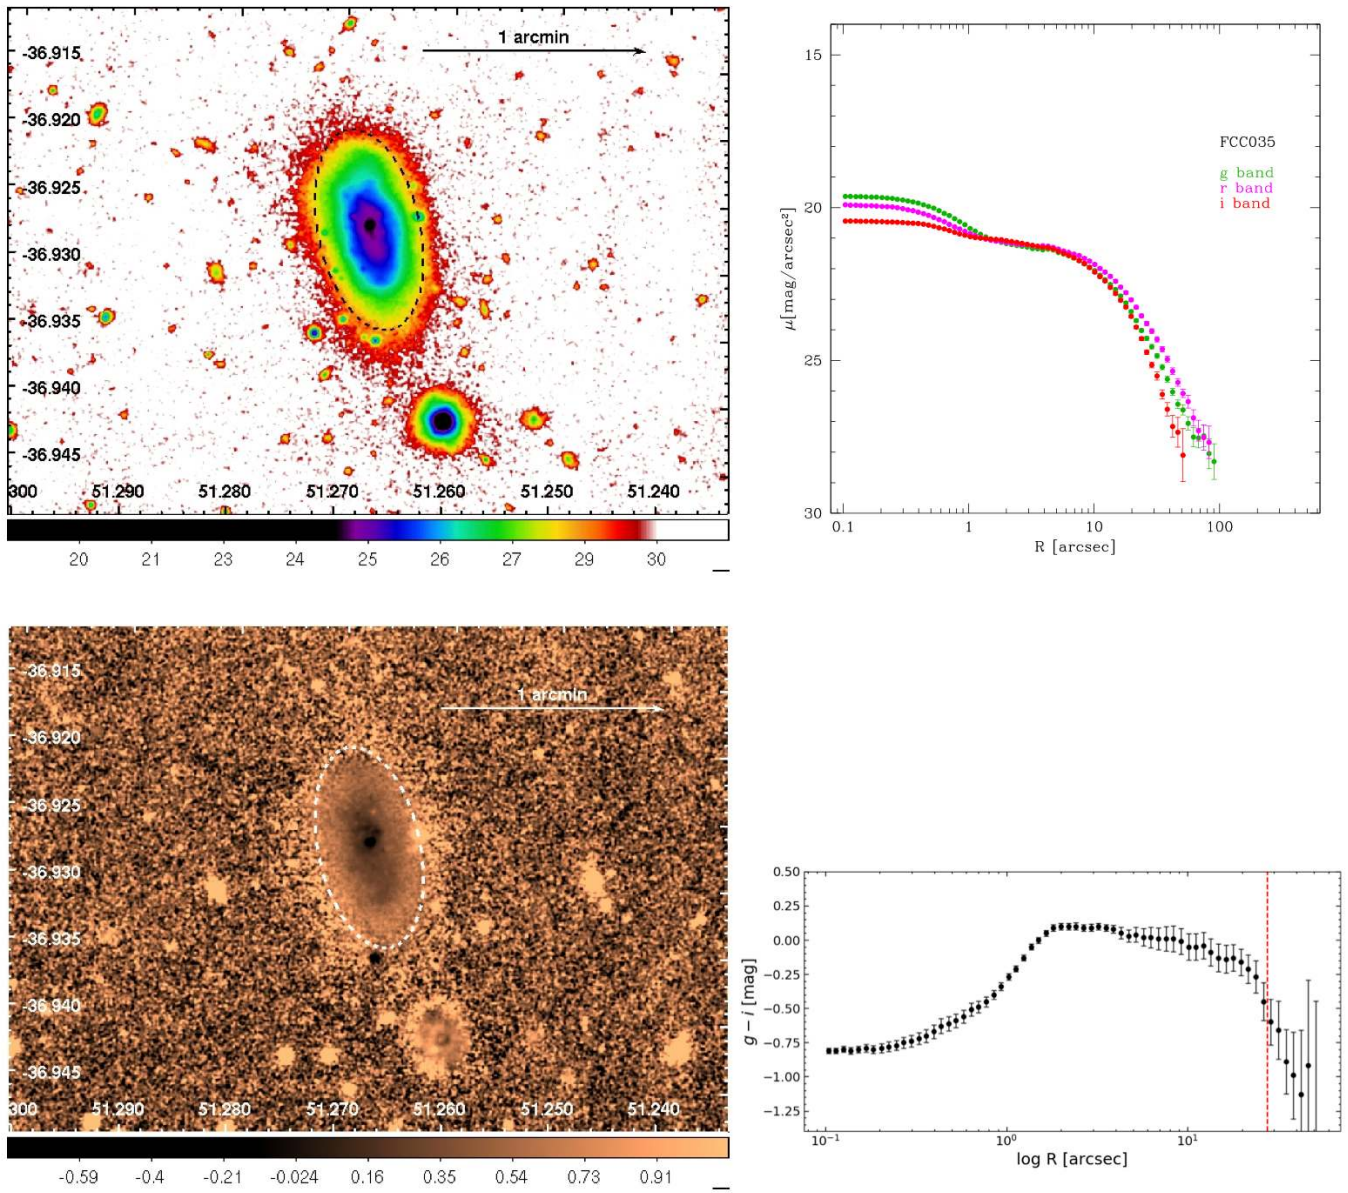 1 arcmin
-36.915
-36.920
-36.925
-36.930
-36.935
-36.940
-36.945
300 51.290 51.280 51.270 51.260 51.250 51.240
20 21 23 24 25 26 27 29 30
15
20
25
30
μ[mag/arcsec²]
FCC035
g band
r band
i band
0.1 1 10 100
R [arcsec]
1 arcmin
-36.915
-36.920
-36.925
-36.930
-36.935
-36.940
-36.945
300 51.290 51.280 51.270 51.260 51.250 51.240
-0.59 -0.4 -0.21 -0.024 0.16 0.35 0.54 0.73 0.91
0.50
0.25
0.00
−0.25
−0.50
−0.75
−1.00
−1.25
g − i [mag]
10⁻¹ 10⁰ 10¹
log R [arcsec]